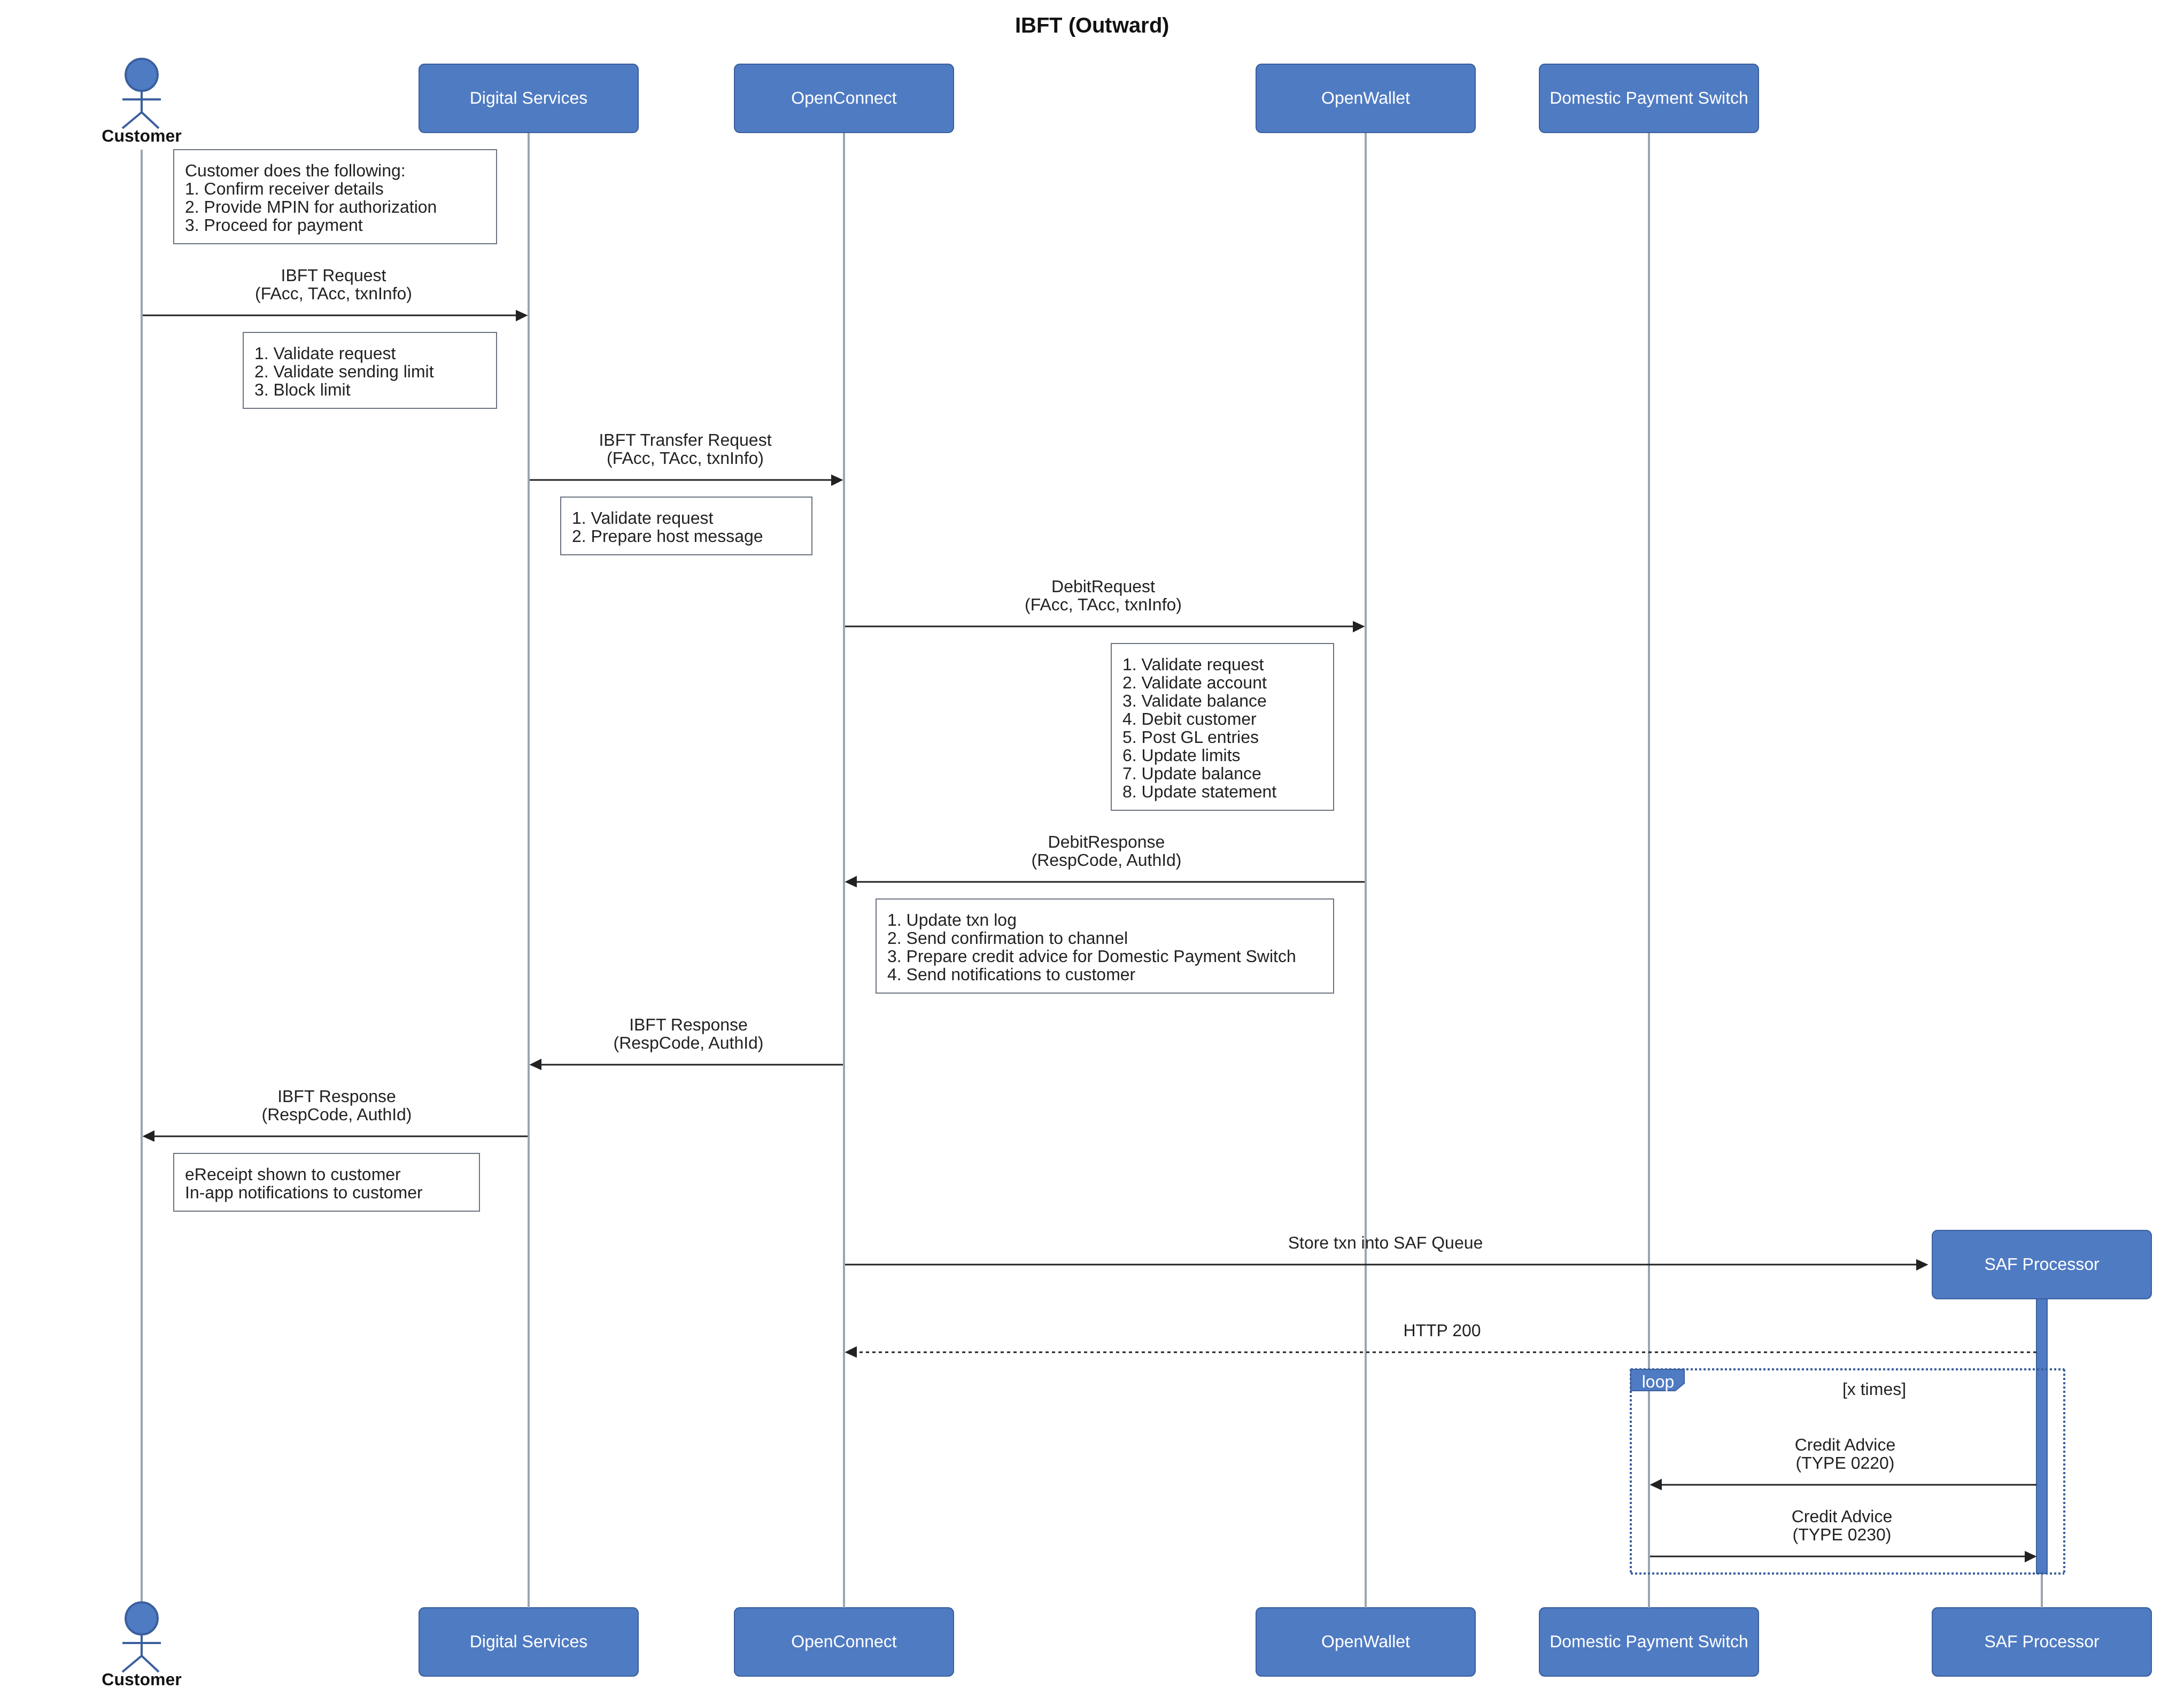 IBFT (Outward)
Customer
Digital Services
OpenConnect
OpenWallet
Domestic Payment Switch
Customer does the following:
1. Confirm receiver details
2. Provide MPIN for authorization
3. Proceed for payment
IBFT Request
(FAcc, TAcc, txnInfo)
1. Validate request
2. Validate sending limit
3. Block limit
IBFT Transfer Request
(FAcc, TAcc, txnInfo)
1. Validate request
2. Prepare host message
DebitRequest
(FAcc, TAcc, txnInfo)
1. Validate request
2. Validate account
3. Validate balance
4. Debit customer
5. Post GL entries
6. Update limits
7. Update balance
8. Update statement
DebitResponse
(RespCode, AuthId)
1. Update txn log
2. Send confirmation to channel
3. Prepare credit advice for Domestic Payment Switch
4. Send notifications to customer
IBFT Response
(RespCode, AuthId)
IBFT Response
(RespCode, AuthId)
eReceipt shown to customer
In-app notifications to customer
Store txn into SAF Queue
SAF Processor
HTTP 200
loop
[x times]
Credit Advice
(TYPE 0220)
Credit Advice
(TYPE 0230)
Customer
Digital Services
OpenConnect
OpenWallet
Domestic Payment Switch
SAF Processor